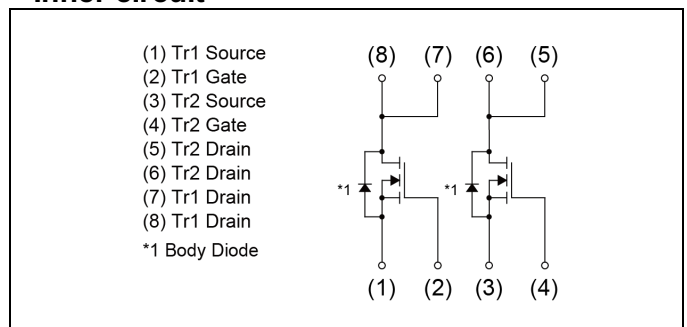 Inner circuit
(1) Tr1 Source
(2) Tr1 Gate
(3) Tr2 Source
(4) Tr2 Gate
(5) Tr2 Drain
(6) Tr2 Drain
(7) Tr1 Drain
(8) Tr1 Drain
*1 Body Diode
(8) (7) (6) (5)
*1 *1
(1) (2) (3) (4)